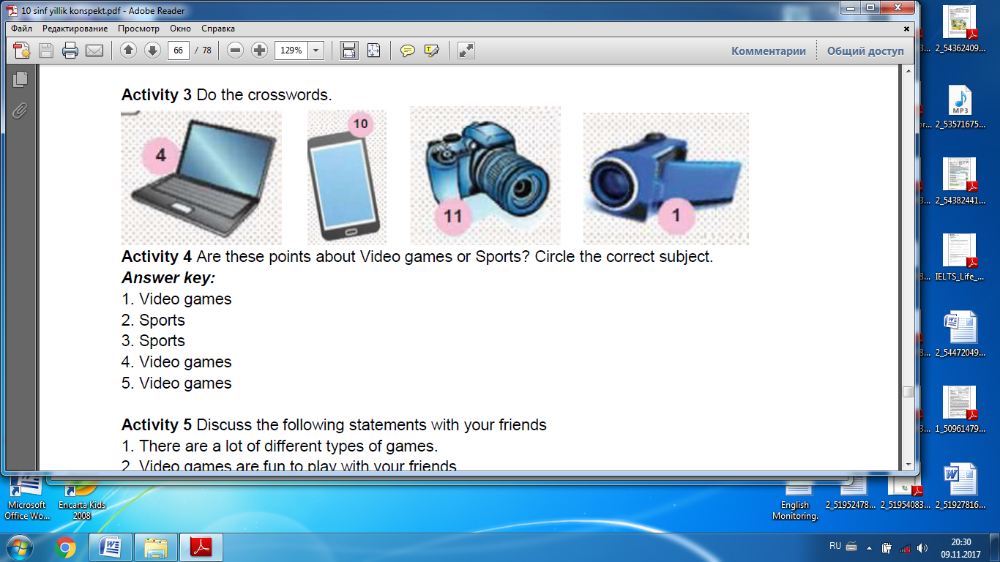 10 sinf yillik konspekt.pdf - Adobe Reader
Файл Редактирование Просмотр Окно Справка
66 / 78 129% Комментарии Общий доступ
Activity 3 Do the crosswords.
4
10
11
1
Activity 4 Are these points about Video games or Sports? Circle the correct subject.
Answer key:
1. Video games
2. Sports
3. Sports
4. Video games
5. Video games
Activity 5 Discuss the following statements with your friends
1. There are a lot of different types of games.
2. Video games are fun to play with your friends
2_54362409...
MP3
2_53571675...
2_54382441...
IELTS_Life_...
2_54472049...
1_50961479...
Microsoft
Office Wo...
Encarta Kids
2008
English
Monitoring.
2_51952478...
2_51954083...
2_51927816...
RU
20:30
09.11.2017